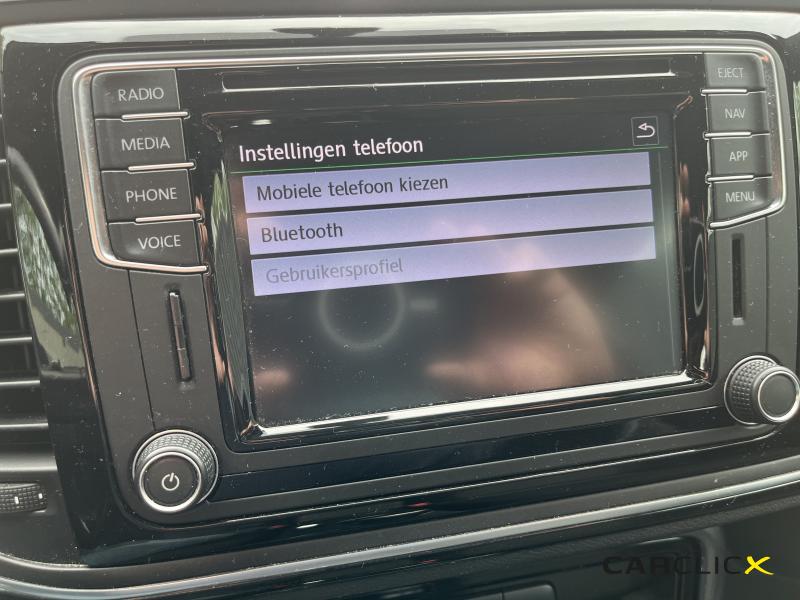 RADIO
MEDIA
PHONE
VOICE
EJECT
NAV
APP
MENU
Instellingen telefoon
Mobiele telefoon kiezen
Bluetooth
Gebruikersprofiel
CARCLICX